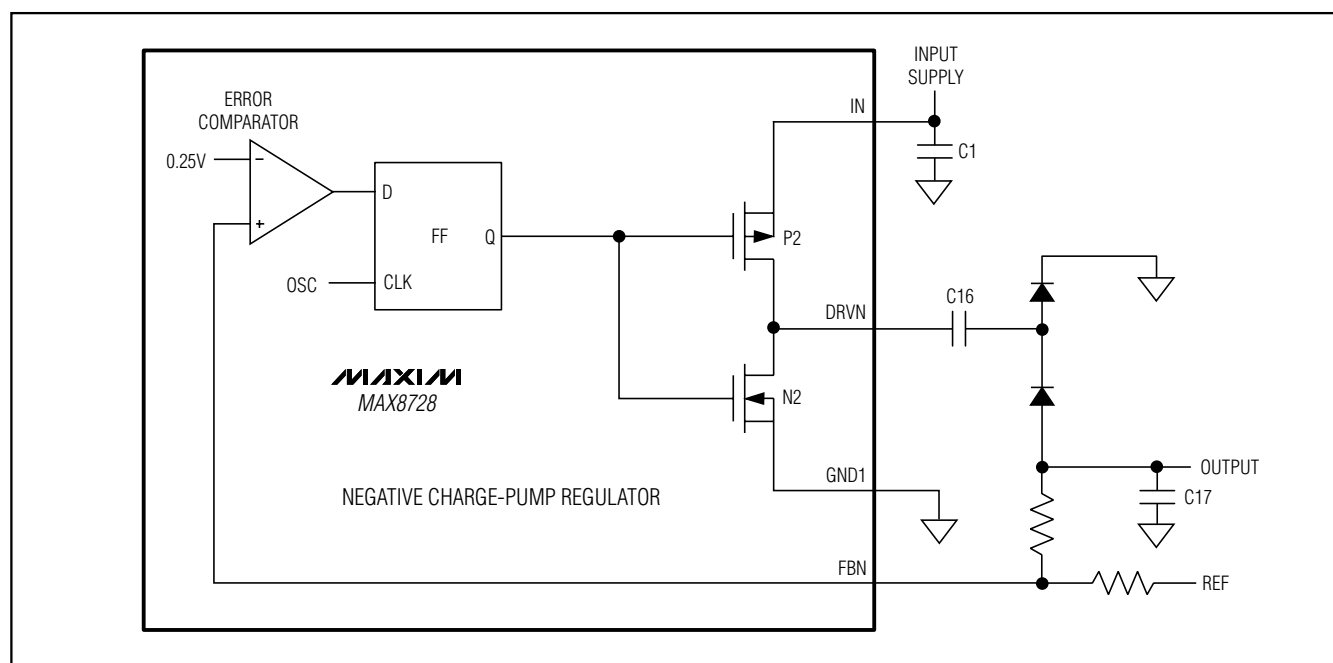 INPUT
SUPPLY
IN
C1
ERROR
COMPARATOR
0.25V
−
+
D
FF
Q
OSC
CLK
P2
DRVN
C16
MAXIM
MAX8728
N2
GND1
OUTPUT
C17
NEGATIVE CHARGE-PUMP REGULATOR
FBN
REF